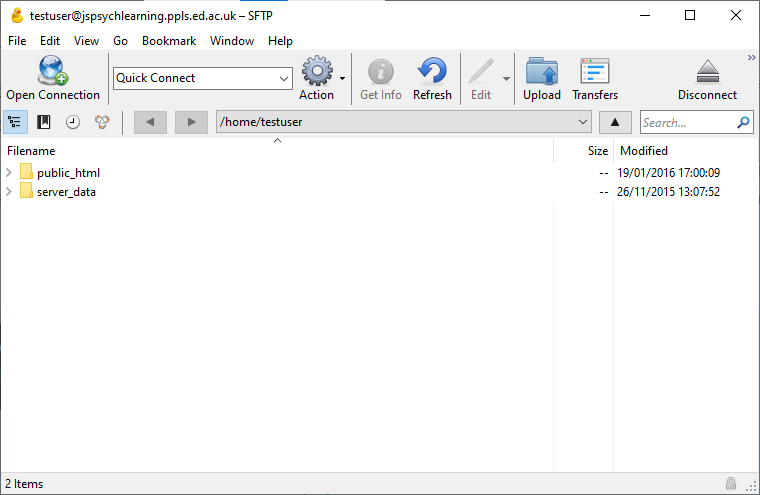 testuser@jspsychlearning.ppls.ed.ac.uk – SFTP
File Edit View Go Bookmark Window Help
Quick Connect
Open Connection Action Get Info Refresh Edit Upload Transfers Disconnect
/home/testuser Search...
Filename Size Modified
public_html -- 19/01/2016 17:00:09
server_data -- 26/11/2015 13:07:52
2 Items